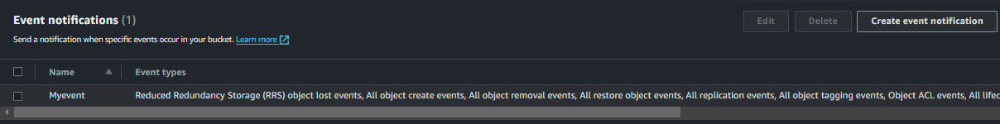 Event notifications (1)
Edit
Delete
Create event notification
Send a notification when specific events occur in your bucket. Learn more
Name
Event types
Myevent
Reduced Redundancy Storage (RRS) object lost events, All object create events, All object removal events, All restore object events, All replication events, All object tagging events, Object ACL events, All lifec